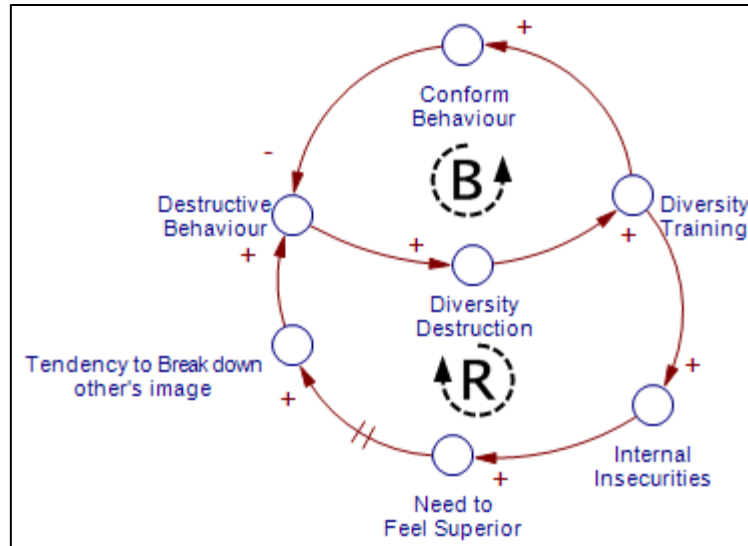 +
Conform
Behaviour
-
B
Destructive
Behaviour
+
+
Diversity
Destruction
+
Diversity
Training
Tendency to Break down
other's image
+
R
+
Internal
Insecurities
+
Need to
Feel Superior